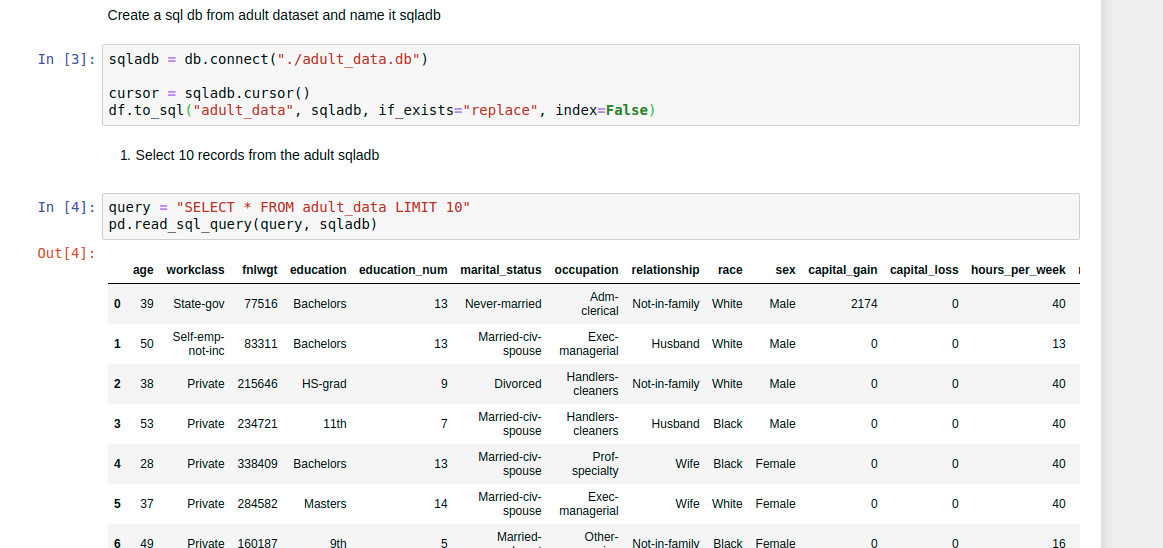 Create a sql db from adult dataset and name it sqladb
In [3]: sqladb = db.connect("./adult_data.db")
cursor = sqladb.cursor()
df.to_sql("adult_data", sqladb, if_exists="replace", index=False)
1. Select 10 records from the adult sqladb
In [4]: query = "SELECT * FROM adult_data LIMIT 10"
pd.read_sql_query(query, sqladb)
Out[4]:
age workclass fnlwgt education education_num marital_status occupation relationship race sex capital_gain capital_loss hours_per_week
0 39 State-gov 77516 Bachelors 13 Never-married Adm-clerical Not-in-family White Male 2174 0 40
1 50 Self-emp-not-inc 83311 Bachelors 13 Married-civ-spouse Exec-managerial Husband White Male 0 0 13
2 38 Private 215646 HS-grad 9 Divorced Handlers-cleaners Not-in-family White Male 0 0 40
3 53 Private 234721 11th 7 Married-civ-spouse Handlers-cleaners Husband Black Male 0 0 40
4 28 Private 338409 Bachelors 13 Married-civ-spouse Prof-specialty Wife Black Female 0 0 40
5 37 Private 284582 Masters 14 Married-civ-spouse Exec-managerial Wife White Female 0 0 40
6 49 Private 160187 9th 5 Married- Other- Not-in-family Black Female 0 0 16